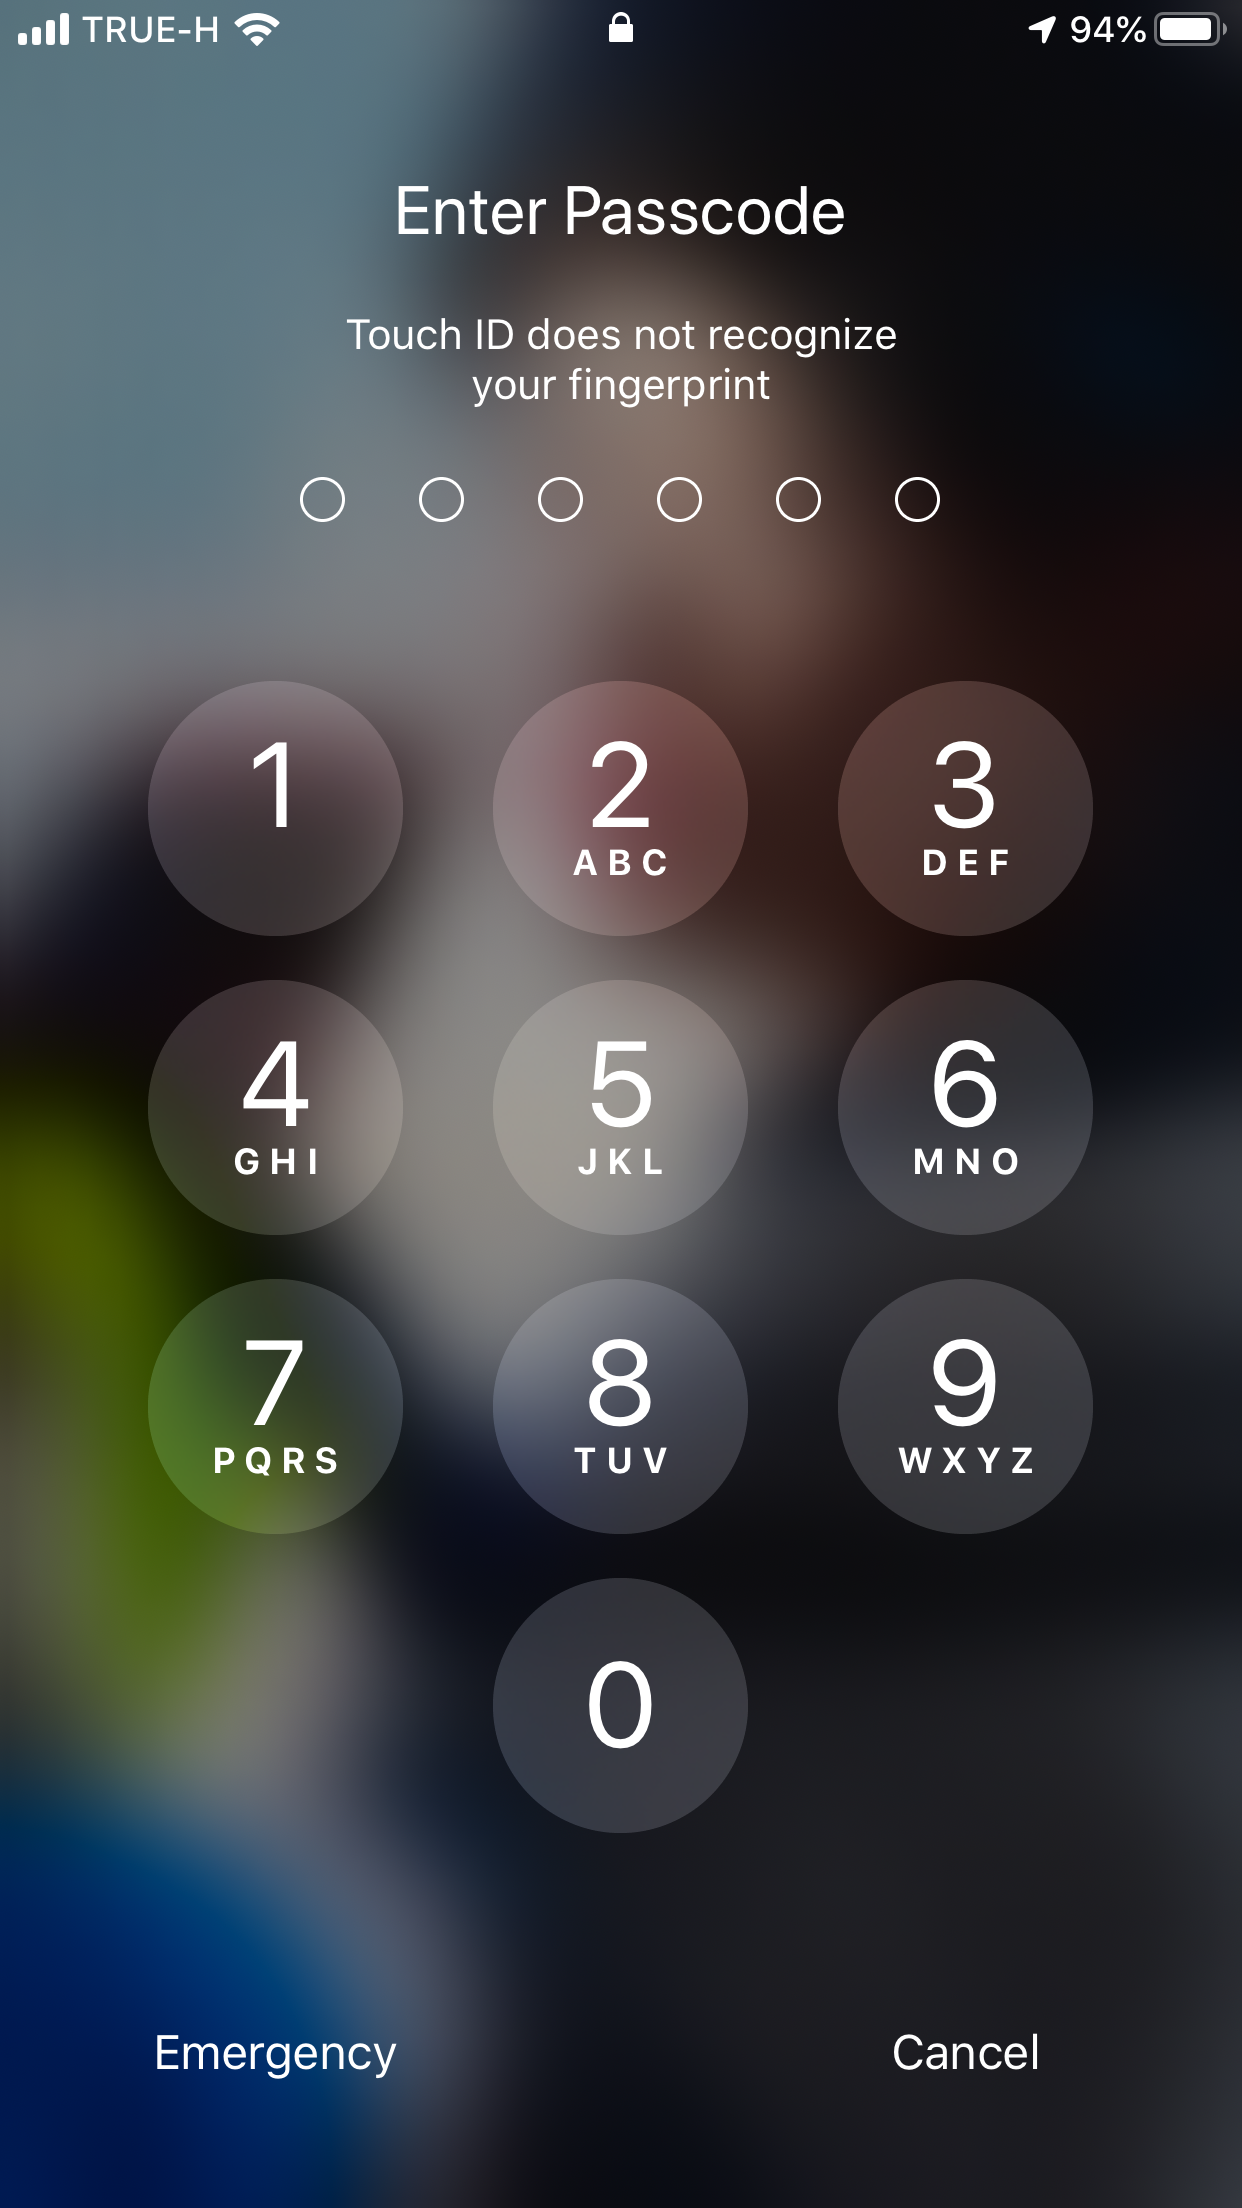 TRUE-H 94%
Enter Passcode
Touch ID does not recognize
your fingerprint
1 2 3
ABC DEF
4 5 6
GHI JKL MNO
7 8 9
PQRS TUV WXYZ
0
Emergency Cancel